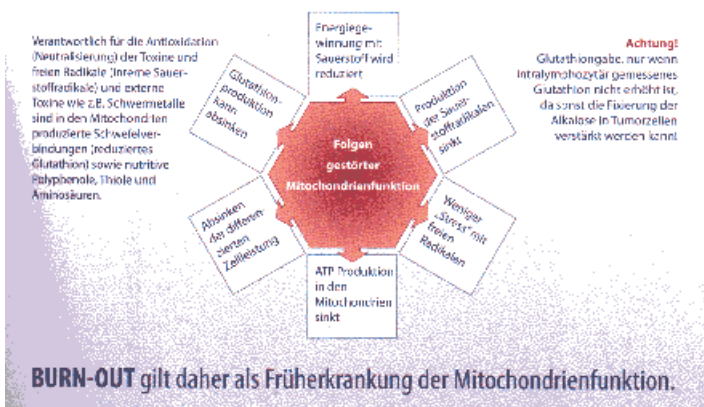 Verantwortlich für die Antioxidation
(Neutralisierung) der Toxine und
freien Radikale (Interne Sauer-
stoffradikale) und externe
Toxine wie z.B. Schwermetalle
sind in den Mitochondrien
produzierte Schwefelver-
bindungen (reduziertes
Glutathion) sowie nutritive
Polyphenole, Thiole und
Aminosäuren.
Energiege-
winnung mit
Sauerstoff wird
reduziert
Achtung!
Glutathiongabe, nur wenn
intralymphozytär gemessenes
Glutathion nicht erhöht ist,
da sonst die Fixierung der
Alkalose in Tumorzellen
verstärkt werden kann!
Glutathion-
produktion
kann
absinken
Produktion
der Sauer-
stoffradikalen
sinkt
Folgen
gestörter
Mitochondrienfunktion
Absinken
der differen-
zierten
Zellleistung
Weniger
„Stress“ mit
freien
Radikalen
ATP Produktion
in den
Mitochondrien
sinkt
BURN-OUT gilt daher als Früherkrankung der Mitochondrienfunktion.